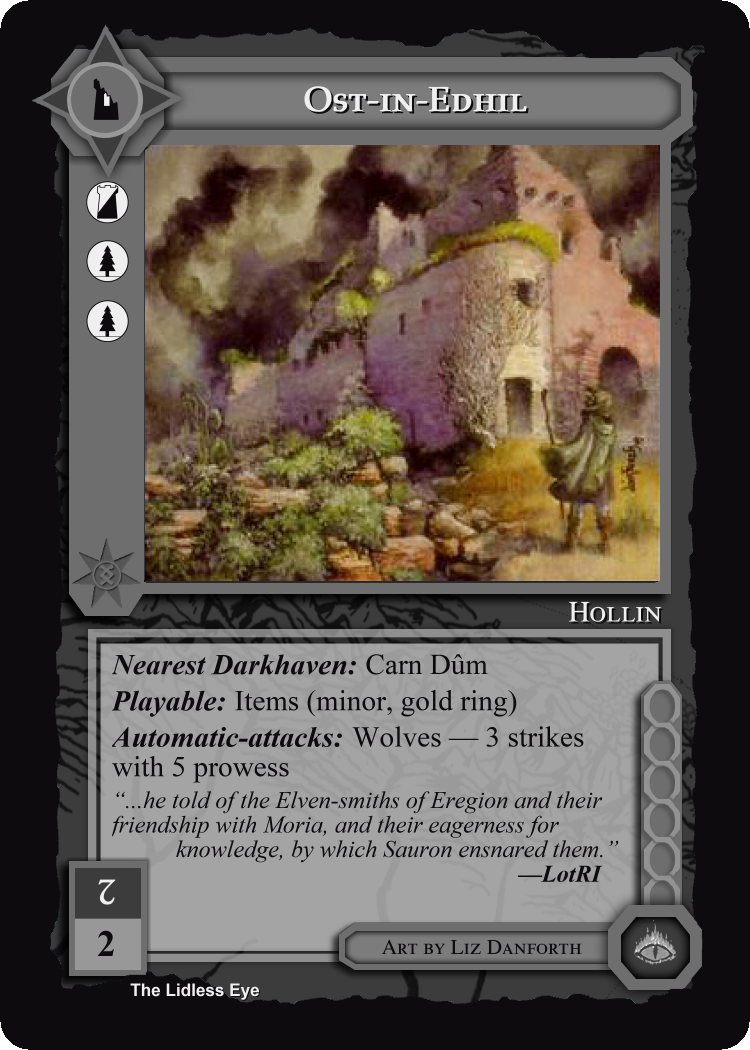 Ost-in-Edhil
Hollin
Nearest Darkhaven: Carn Dûm
Playable: Items (minor, gold ring)
Automatic-attacks: Wolves — 3 strikes
with 5 prowess
“...he told of the Elven-smiths of Eregion and their
friendship with Moria, and their eagerness for
knowledge, by which Sauron ensnared them.”
—LotRI
2
2
Art by Liz Danforth
The Lidless Eye